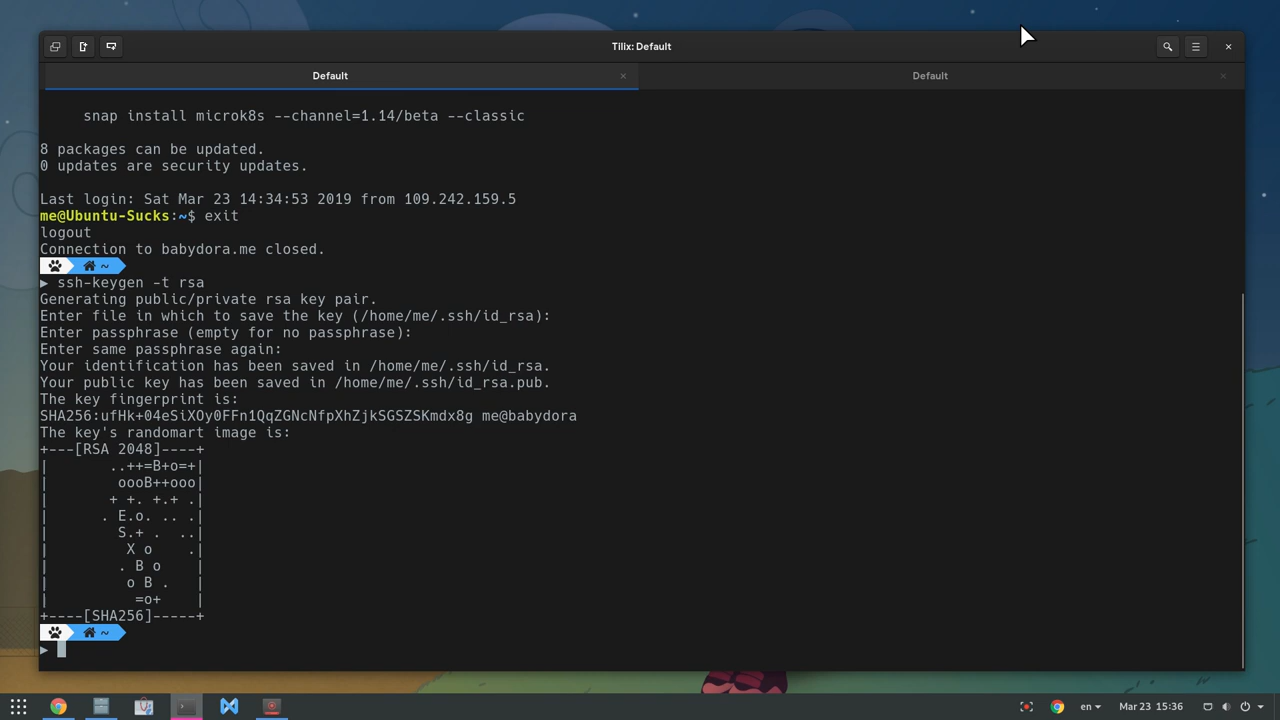 Tilix: Default
Default
Default
snap install microk8s --channel=1.14/beta --classic
8 packages can be updated.
0 updates are security updates.
Last login: Sat Mar 23 14:34:53 2019 from 109.242.159.5
me@Ubuntu-Sucks:~$ exit
logout
Connection to babydora.me closed.
~
▶ ssh-keygen -t rsa
Generating public/private rsa key pair.
Enter file in which to save the key (/home/me/.ssh/id_rsa):
Enter passphrase (empty for no passphrase):
Enter same passphrase again:
Your identification has been saved in /home/me/.ssh/id_rsa.
Your public key has been saved in /home/me/.ssh/id_rsa.pub.
The key fingerprint is:
SHA256:ufHk+04eSiXOy0FFn1QqZGNcNfpXhZjkSGSZSKmdx8g me@babydora
The key's randomart image is:
+---[RSA 2048]----+
|       ..++=B+o=+|
|        oooB++ooo|
|       + +. +.+ .|
|      . E.o. .. .|
|        S.+ .  ..|
|         X o    .|
|        . B o    |
|         o B .   |
|          =o+    |
+----[SHA256]-----+
~
▶
en
Mar 23 15:36